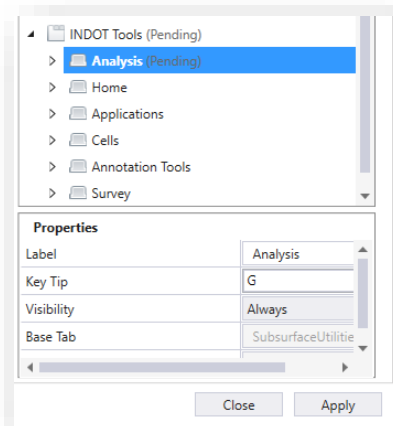 INDOT Tools (Pending)
Analysis (Pending)
Home
Applications
Cells
Annotation Tools
Survey
Properties
Label Analysis
Key Tip G
Visibility Always
Base Tab SubsurfaceUtilitie
Close Apply